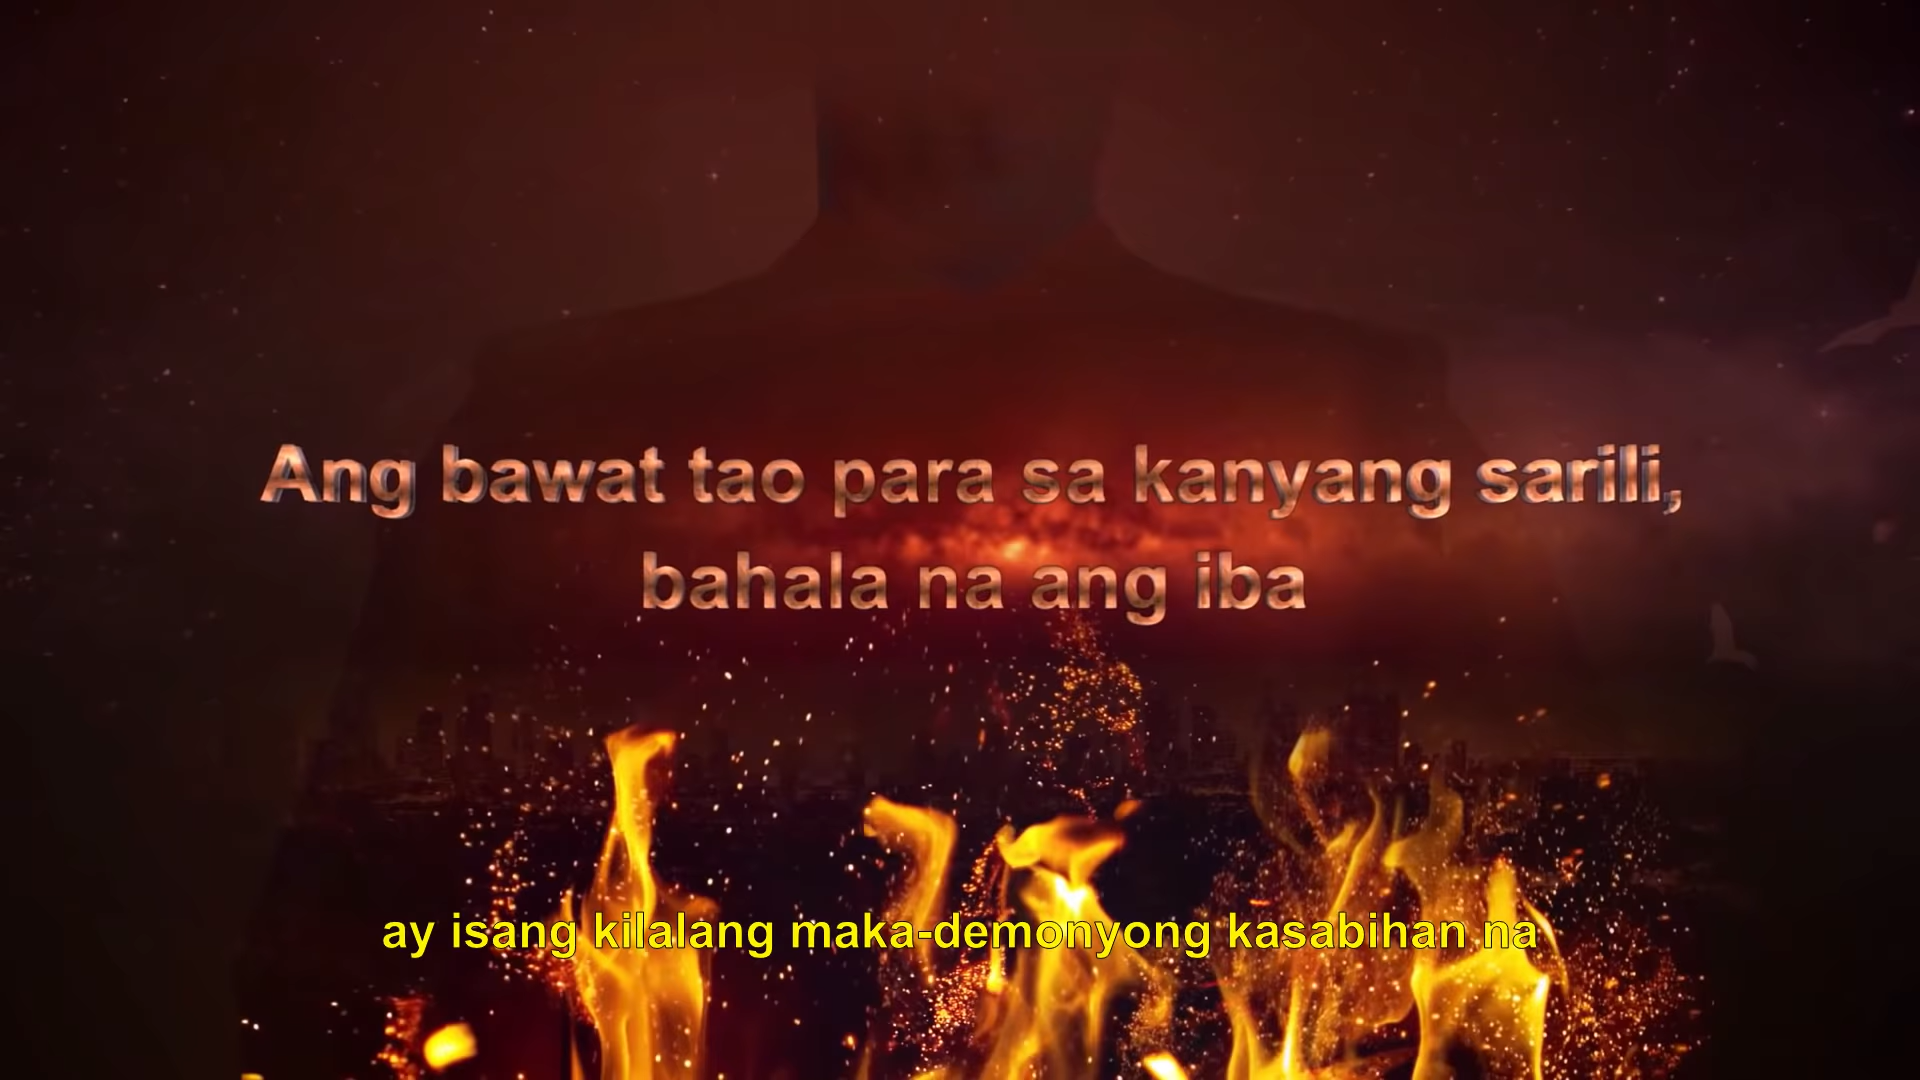 Ang bawat tao para sa kanyang sarili,
bahala na ang iba
ay isang kilalang maka-demonyong kasabihan na